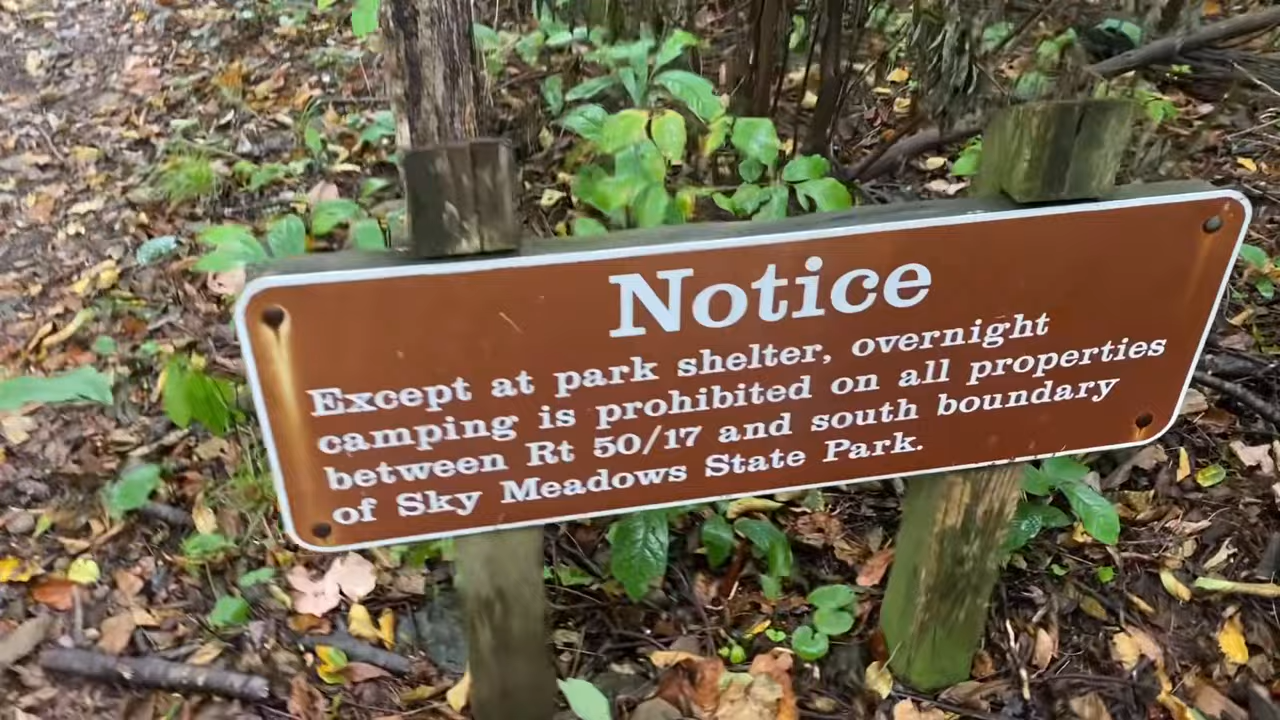 Notice
Except at park shelter, overnight
camping is prohibited on all properties
between Rt 50/17 and south boundary
of Sky Meadows State Park.